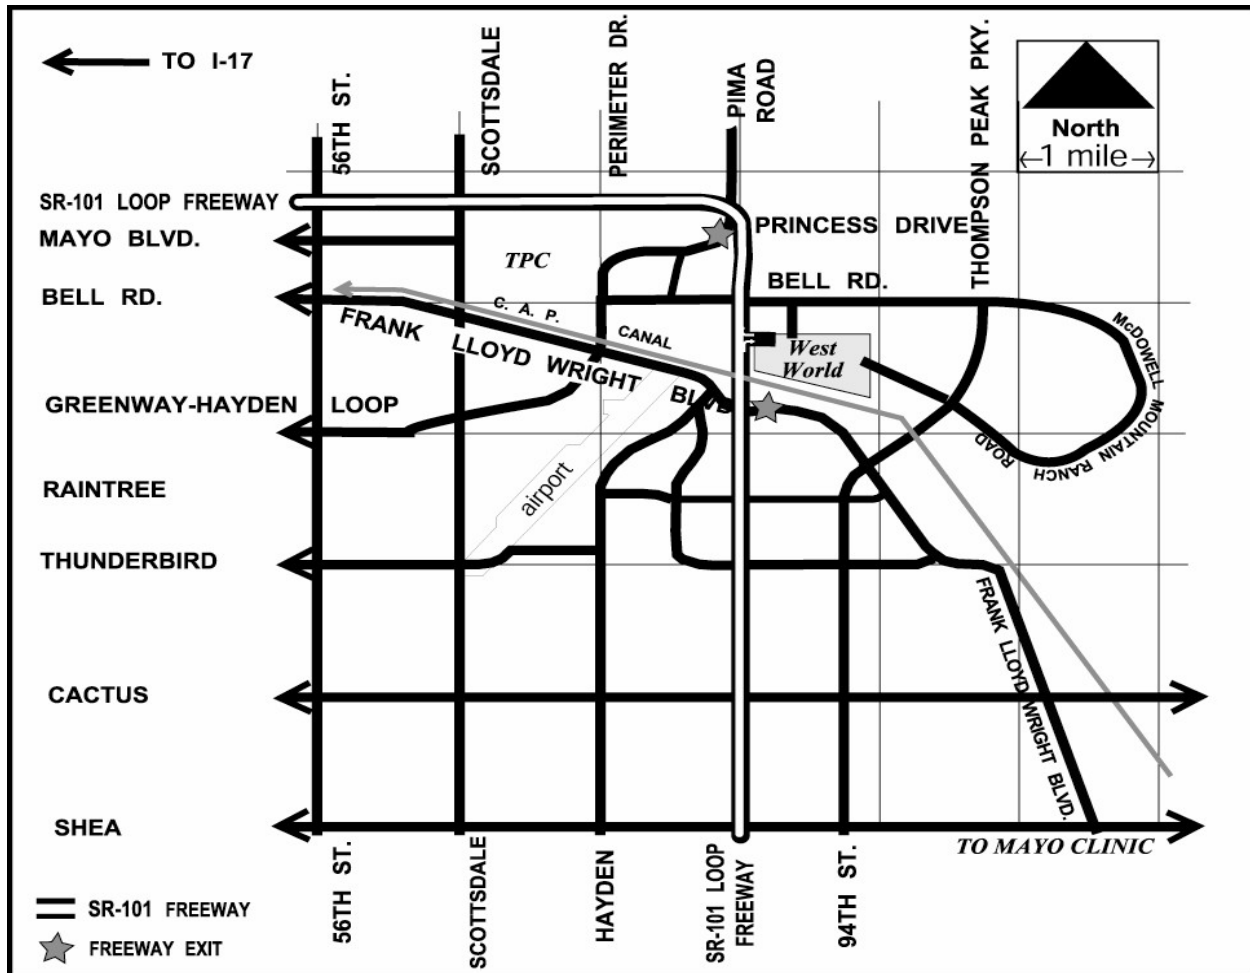 TO I-17
56TH ST.
SCOTTSDALE
PERIMETER DR.
PIMA
ROAD
THOMPSON PEAK PKY.
North
1 mile
SR-101 LOOP FREEWAY
MAYO BLVD.
PRINCESS DRIVE
TPC
BELL RD.
BELL RD.
C. A. P.
CANAL
FRANK LLOYD WRIGHT BLVD.
West
World
McDOWELL MOUNTAIN RANCH
ROAD
GREENWAY-HAYDEN LOOP
RAINTREE
airport
THUNDERBIRD
FRANK LLOYD WRIGHT BLVD.
CACTUS
SHEA
TO MAYO CLINIC
56TH ST.
SCOTTSDALE
HAYDEN
SR-101 LOOP
FREEWAY
94TH ST.
SR-101 FREEWAY
FREEWAY EXIT